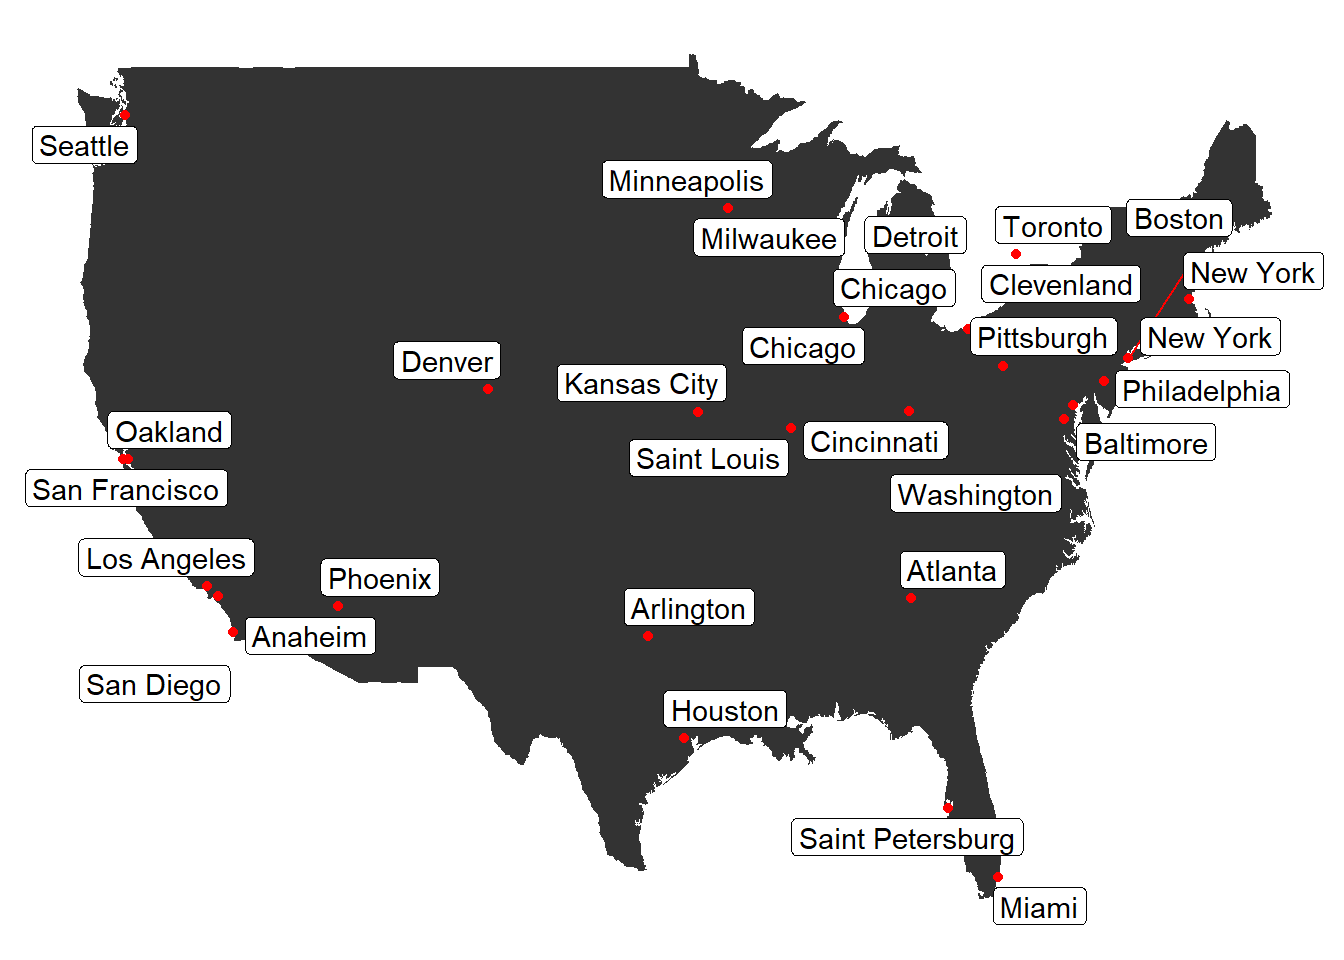 Seattle
Minneapolis
Boston
Toronto
Detroit
Milwaukee
New York
Clevenland
Chicago
New York
Pittsburgh
Chicago
Denver
Kansas City
Philadelphia
Oakland
Cincinnati
Baltimore
Saint Louis
San Francisco
Washington
Los Angeles
Atlanta
Phoenix
Arlington
Anaheim
San Diego
Houston
Saint Petersburg
Miami